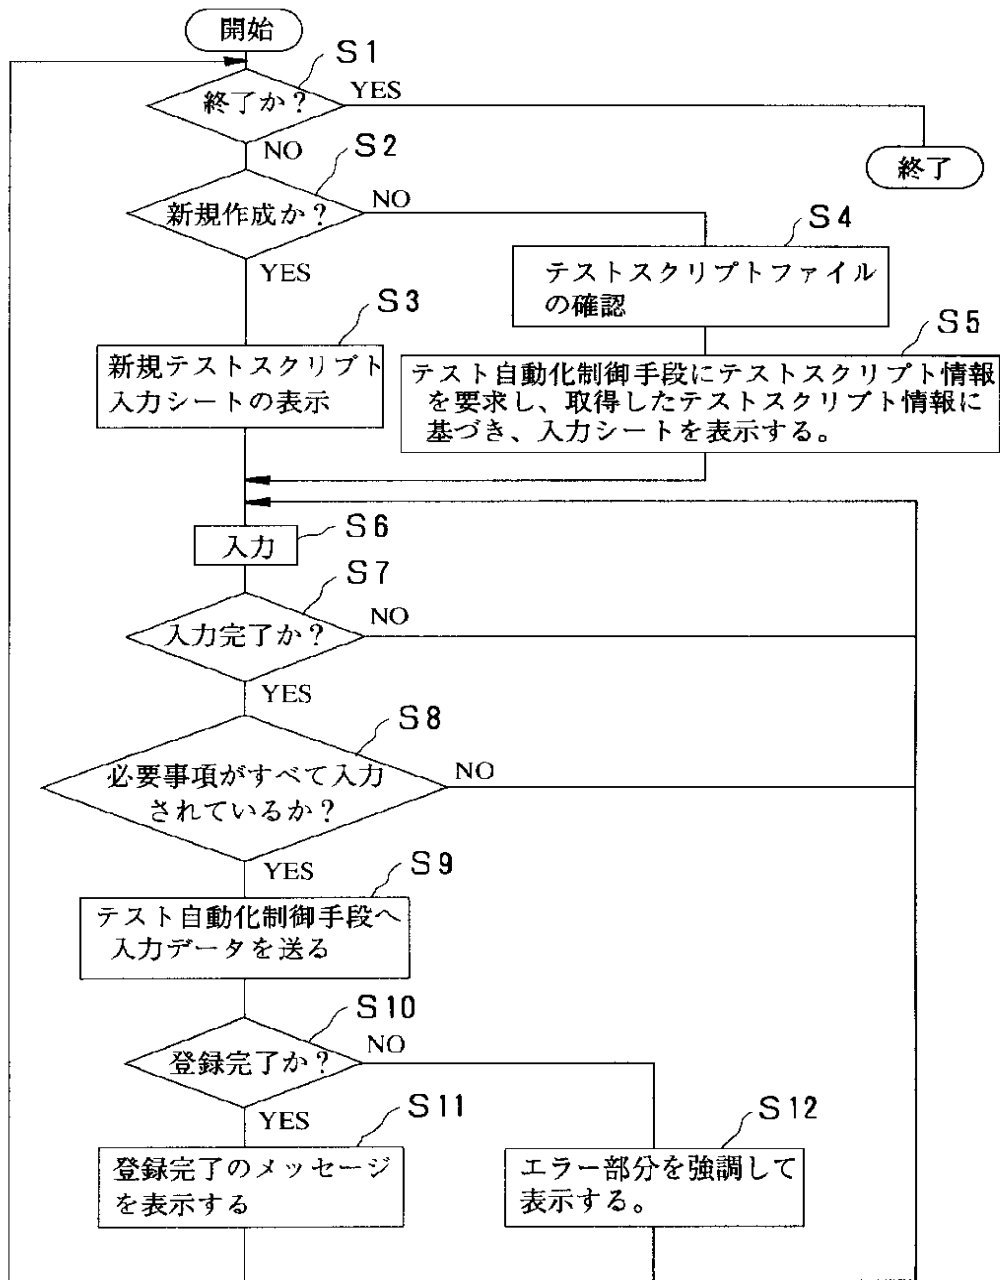 開始
S1
終了か?
YES
終了
NO
S2
新規作成か?
NO
YES
S4
テストスクリプトファイル
の確認
S3
新規テストスクリプト
入力シートの表示
S5
テスト自動化制御手段にテストスクリプト情報
を要求し、取得したテストスクリプト情報に
基づき、入力シートを表示する。
S6
入力
S7
入力完了か?
NO
YES
S8
必要事項がすべて入力
されているか?
NO
YES
S9
テスト自動化制御手段へ
入力データを送る
S10
登録完了か?
NO
YES
S11
登録完了のメッセージ
を表示する
S12
エラー部分を強調して
表示する。